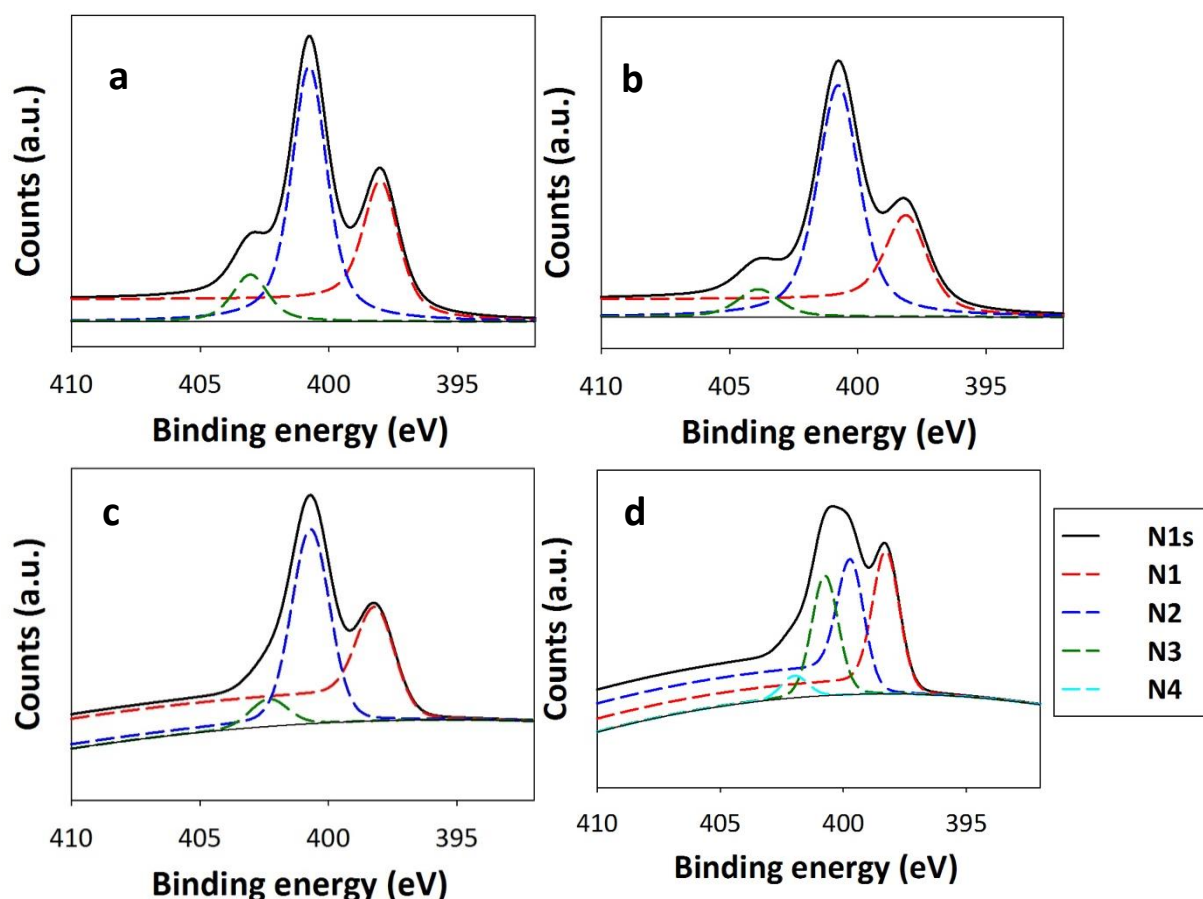 a
Counts (a.u.)
410 405 400 395
Binding energy (eV)
b
Counts (a.u.)
410 405 400 395
Binding energy (eV)
c
Counts (a.u.)
410 405 400 395
Binding energy (eV)
d
Counts (a.u.)
410 405 400 395
Binding energy (eV)
N1s
N1
N2
N3
N4